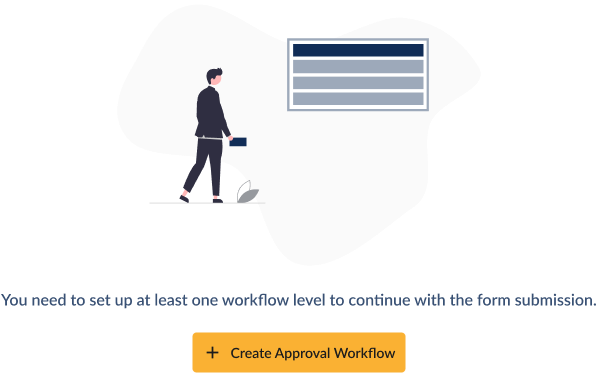 You need to set up at least one workflow level to continue with the form submission.
+ Create Approval Workflow